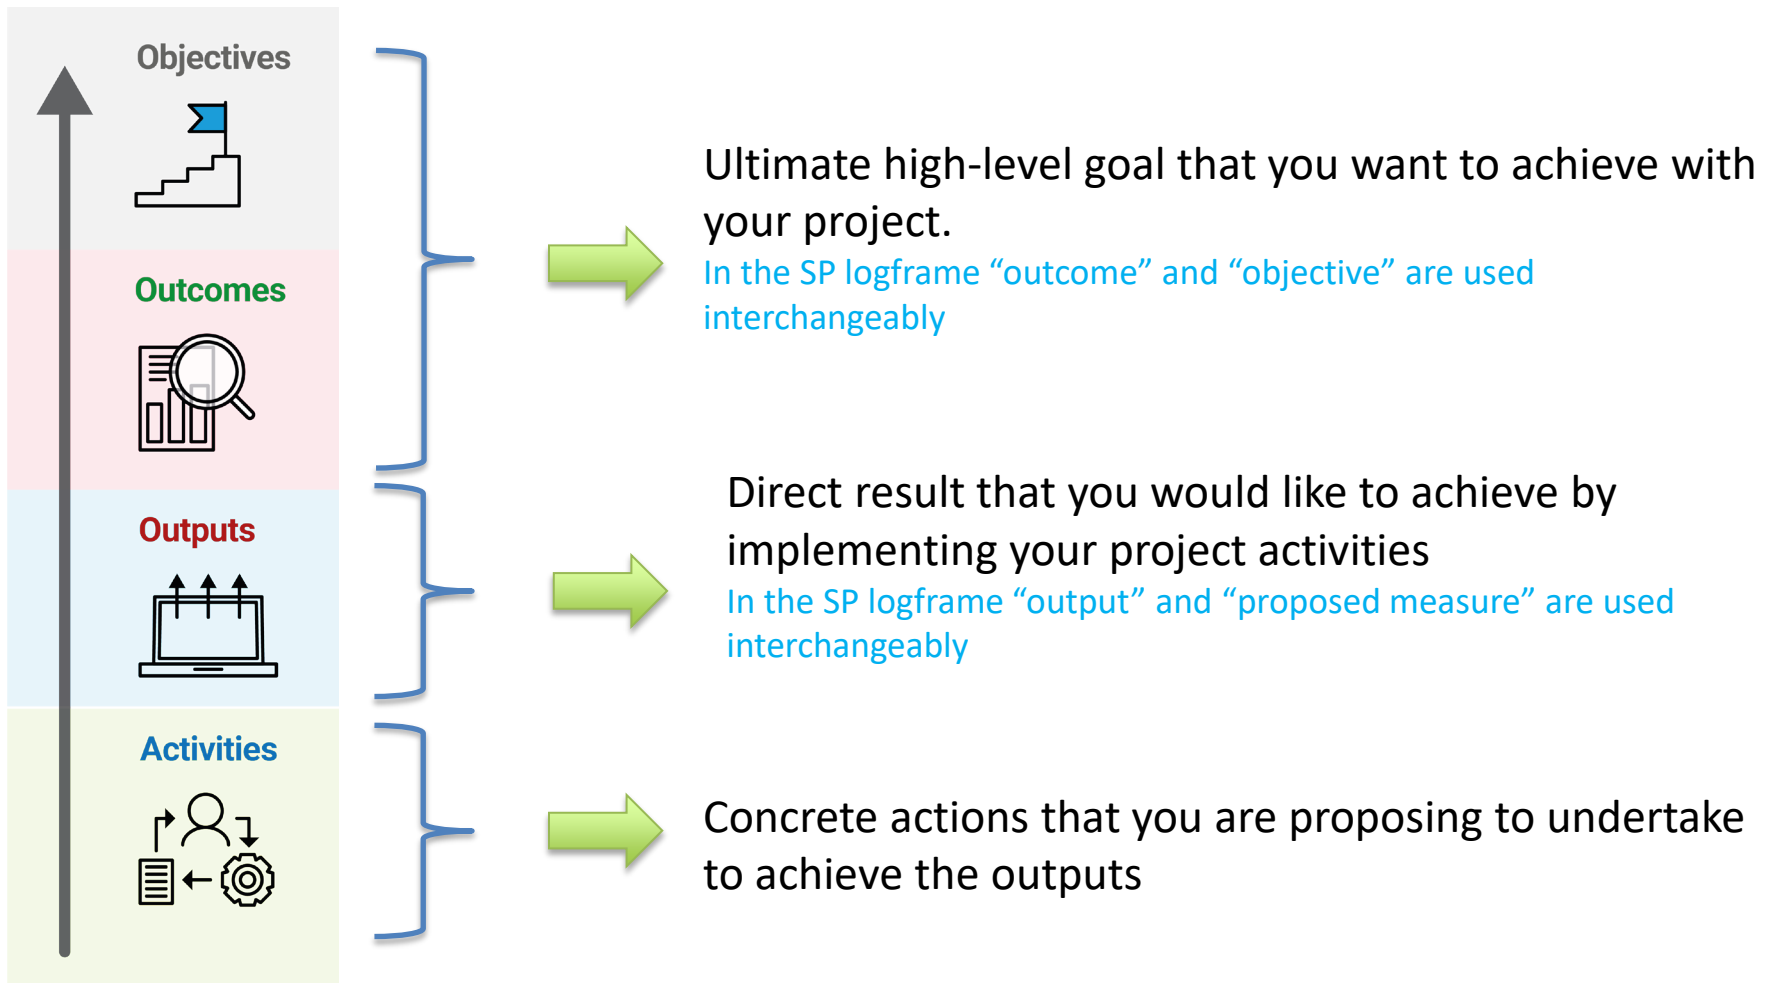 Objectives
Ultimate high-level goal that you want to achieve with
your project.
In the SP logframe “outcome” and “objective” are used
interchangeably
Outcomes
Direct result that you would like to achieve by
implementing your project activities
In the SP logframe “output” and “proposed measure” are used
interchangeably
Outputs
Activities
Concrete actions that you are proposing to undertake
to achieve the outputs